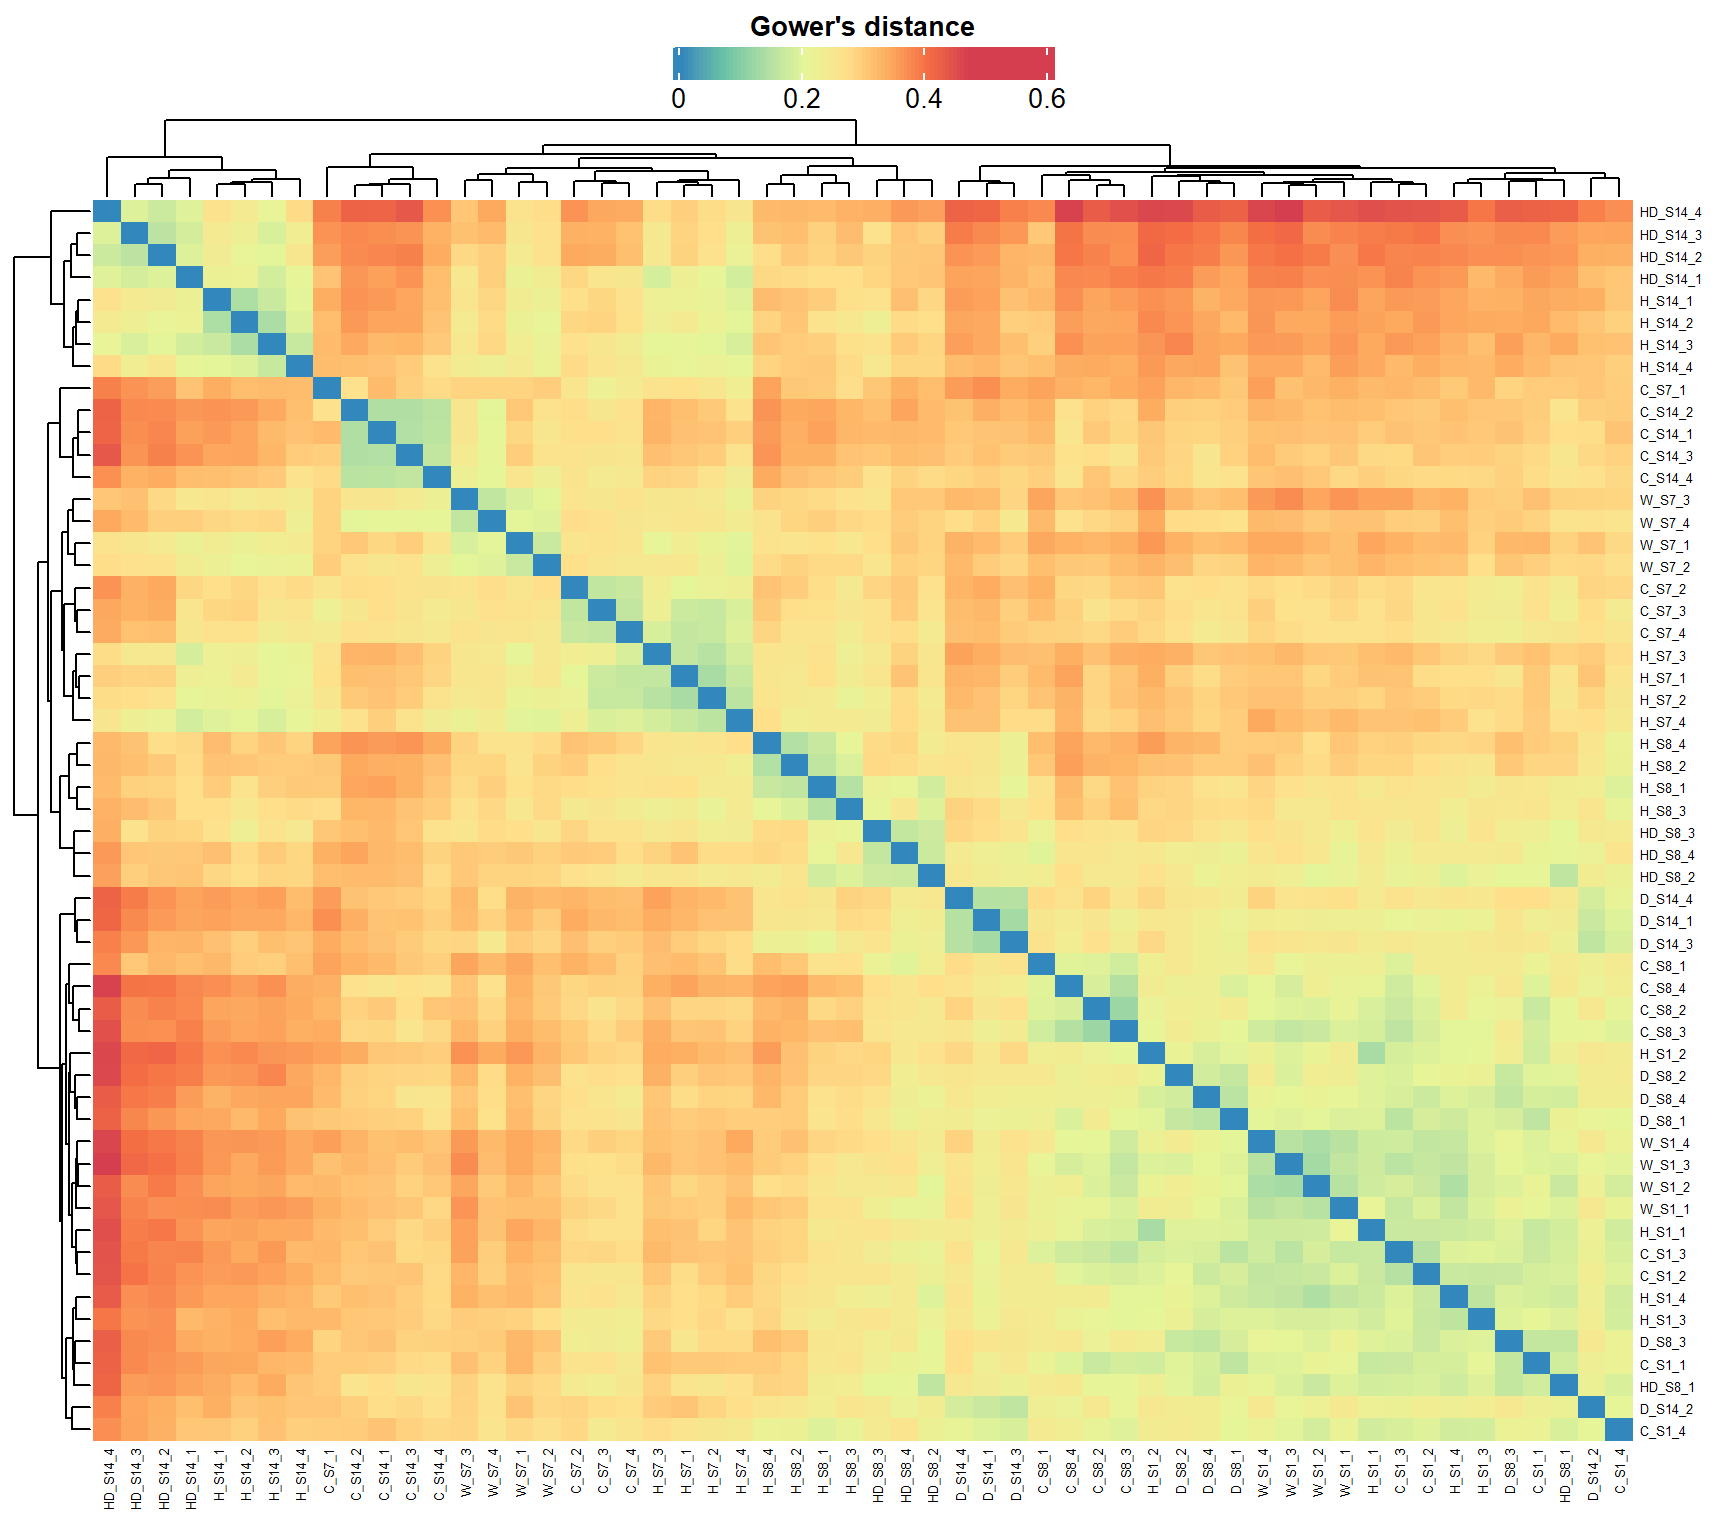 Gower's distance
0 0.2 0.4 0.6
HD_S14_4
HD_S14_3
HD_S14_2
HD_S14_1
H_S14_1
H_S14_2
H_S14_3
H_S14_4
C_S7_1
C_S14_2
C_S14_1
C_S14_3
C_S14_4
W_S7_3
W_S7_4
W_S7_1
W_S7_2
C_S7_2
C_S7_3
C_S7_4
H_S7_3
H_S7_1
H_S7_2
H_S7_4
H_S8_4
H_S8_2
H_S8_1
H_S8_3
HD_S8_3
HD_S8_4
HD_S8_2
D_S14_4
D_S14_1
D_S14_3
C_S8_1
C_S8_4
C_S8_2
C_S8_3
H_S1_2
D_S8_2
D_S8_4
D_S8_1
W_S1_4
W_S1_3
W_S1_2
W_S1_1
H_S1_1
C_S1_3
C_S1_2
H_S1_4
H_S1_3
D_S8_3
C_S1_1
HD_S8_1
D_S14_2
C_S1_4
HD_S14_4
HD_S14_3
HD_S14_2
HD_S14_1
H_S14_1
H_S14_2
H_S14_3
H_S14_4
C_S7_1
C_S14_2
C_S14_1
C_S14_3
C_S14_4
W_S7_3
W_S7_4
W_S7_1
W_S7_2
C_S7_2
C_S7_3
C_S7_4
H_S7_3
H_S7_1
H_S7_2
H_S7_4
H_S8_4
H_S8_2
H_S8_1
H_S8_3
HD_S8_3
HD_S8_4
HD_S8_2
D_S14_4
D_S14_1
D_S14_3
C_S8_1
C_S8_4
C_S8_2
C_S8_3
H_S1_2
D_S8_2
D_S8_4
D_S8_1
W_S1_4
W_S1_3
W_S1_2
W_S1_1
H_S1_1
C_S1_3
C_S1_2
H_S1_4
H_S1_3
D_S8_3
C_S1_1
HD_S8_1
D_S14_2
C_S1_4